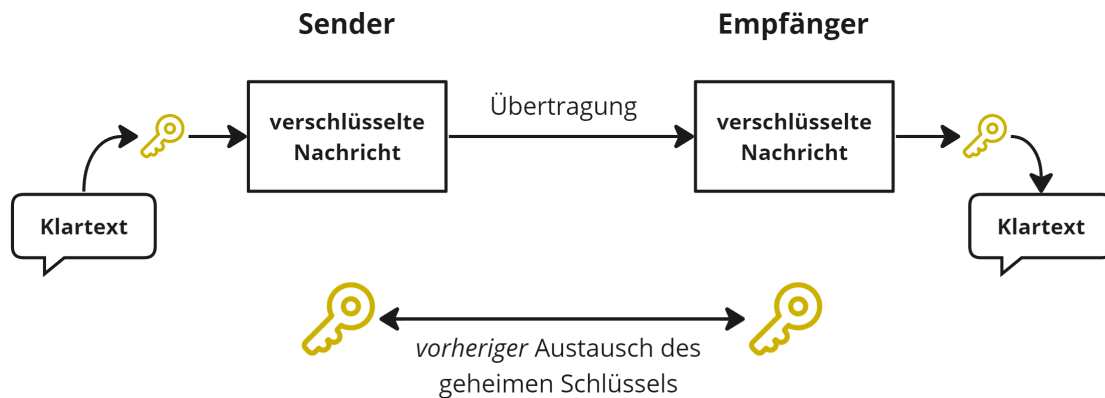 Sender
Empfänger
Klartext
verschlüsselte
Nachricht
Übertragung
verschlüsselte
Nachricht
Klartext
vorheriger Austausch des
geheimen Schlüssels